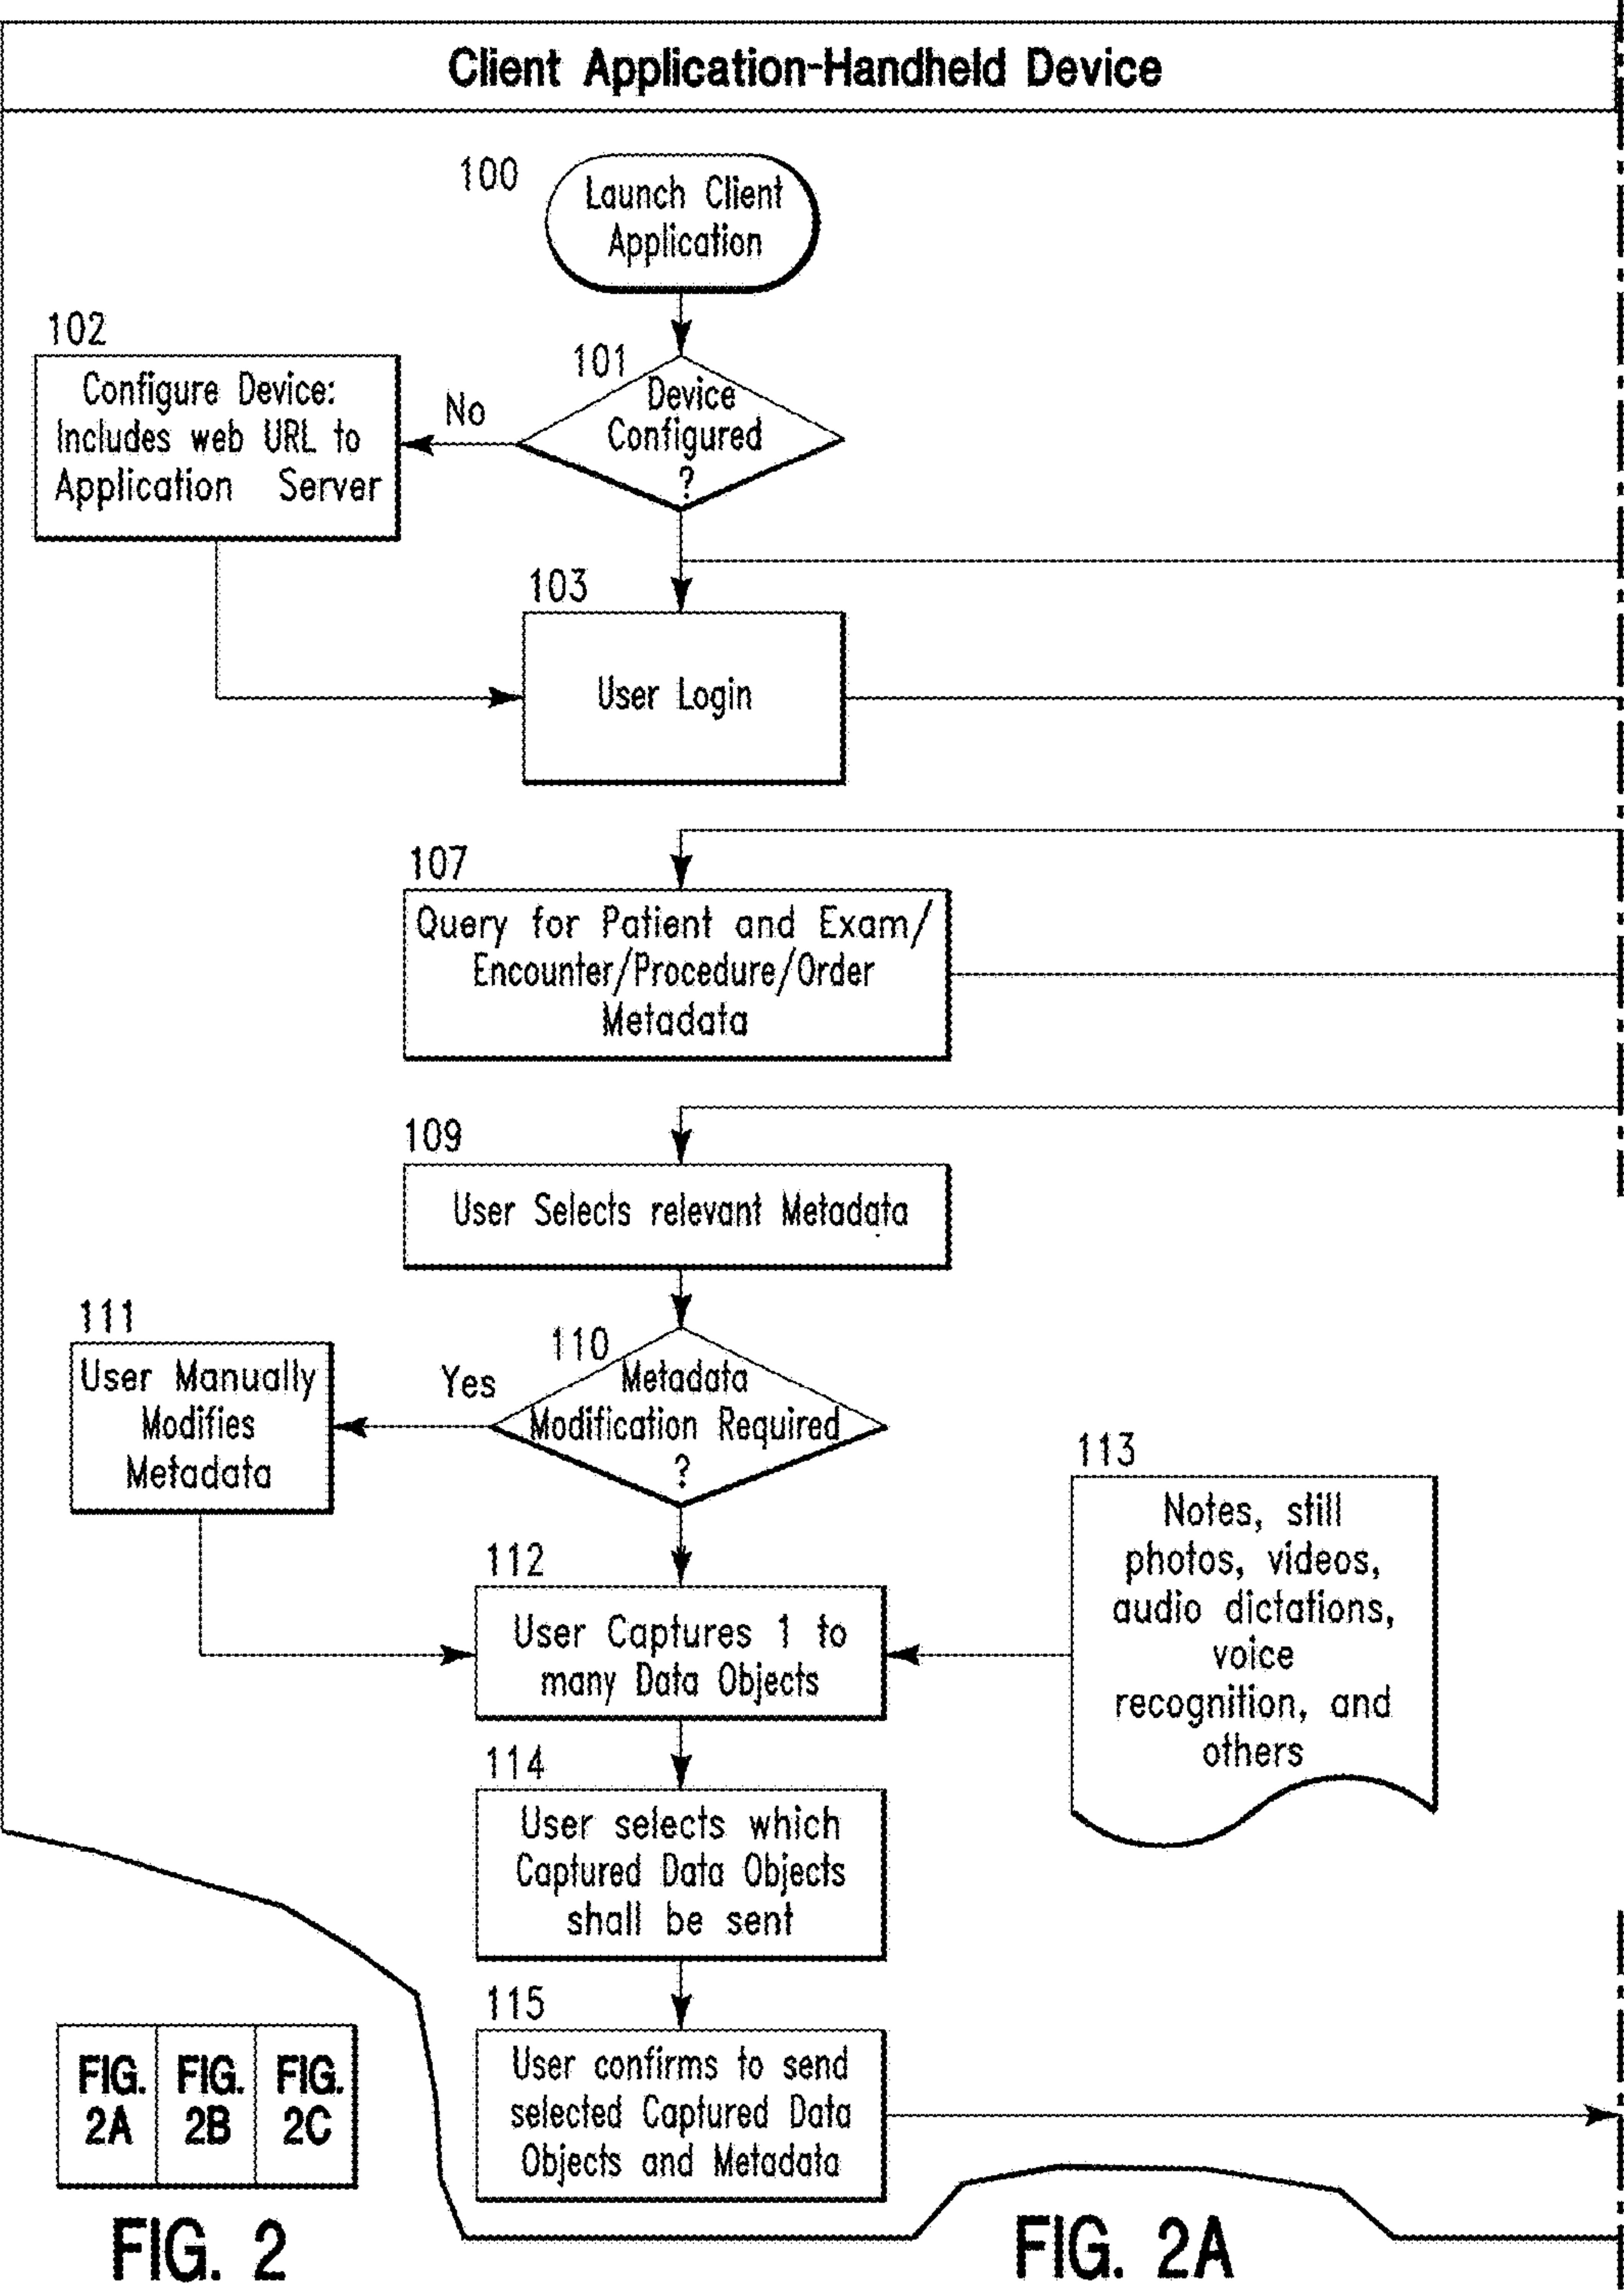 Client Application-Handheld Device
100
Launch Client
Application
102
Configure Device:
Includes web URL to
Application Server
No
101
Device
Configured
?
103
User Login
107
Query for Patient and Exam/
Encounter/Procedure/Order
Metadata
109
User Selects relevant Metadata
111
User Manually
Modifies
Metadata
Yes
110
Metadata
Modification Required
?
113
Notes, still
photos, videos,
audio dictations,
voice
recognition, and
others
112
User Captures 1 to
many Data Objects
114
User selects which
Captured Data Objects
shall be sent
115
User confirms to send
selected Captured Data
Objects and Metadata
FIG.
2A
FIG.
2B
FIG.
2C
FIG. 2
FIG. 2A